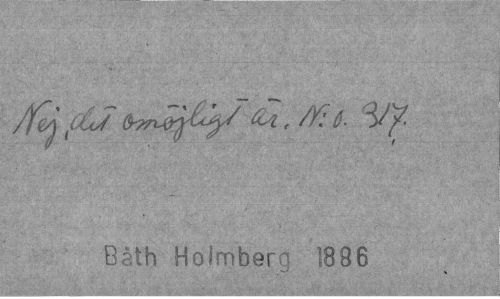 Nej, det omöjligt är. N:o. 317.
Båth Holmberg 1886